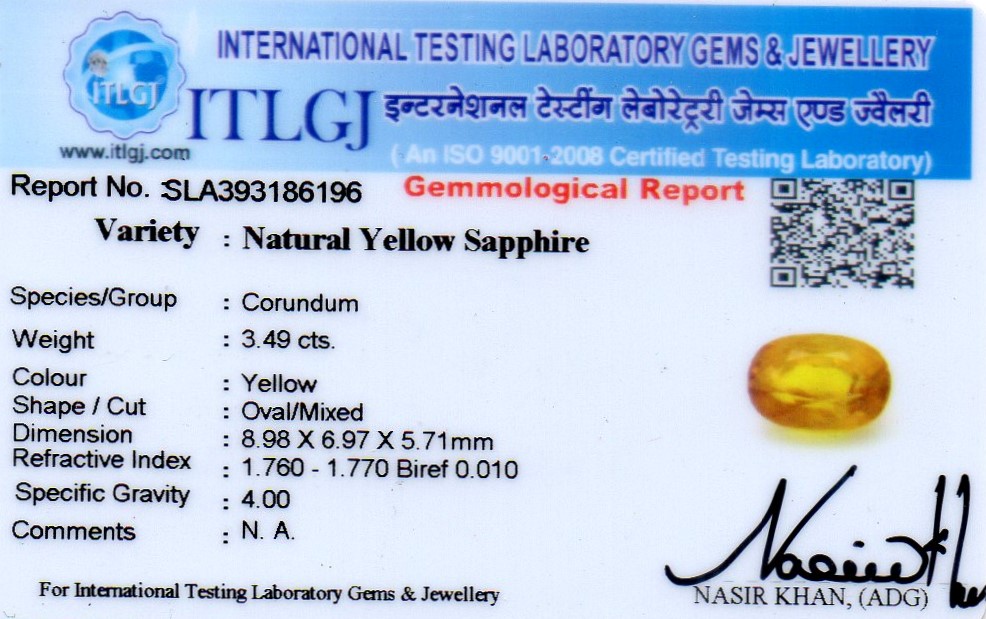 INTERNATIONAL TESTING LABORATORY GEMS & JEWELLERY
ITLGJ
ITLGJ इन्टरनेशनल टेस्टींग लेबोरेट्ररी जेम्स एण्ड ज्वैलरी
www.itlgj.com
(An ISO 9001-2008 Certified Testing Laboratory)
Report No. :SLA393186196 Gemmological Report
Variety : Natural Yellow Sapphire
Species/Group : Corundum
Weight : 3.49 cts.
Colour : Yellow
Shape / Cut : Oval/Mixed
Dimension : 8.98 X 6.97 X 5.71mm
Refractive Index : 1.760 - 1.770 Biref 0.010
Specific Gravity : 4.00
Comments : N. A.
For International Testing Laboratory Gems & Jewellery
NASIR KHAN, (ADG)